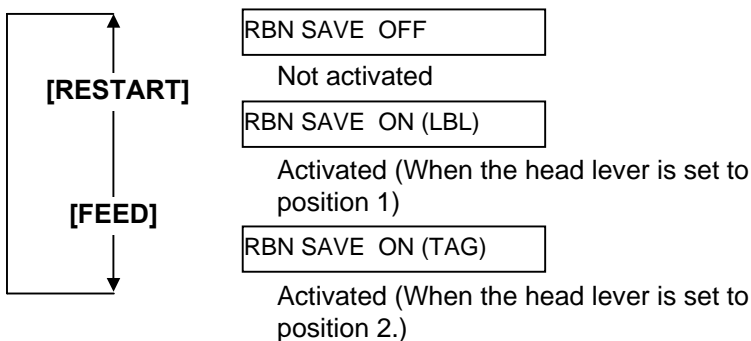 RBN SAVE OFF
Not activated
[RESTART]
RBN SAVE ON (LBL)
Activated (When the head lever is set to
position 1)
[FEED]
RBN SAVE ON (TAG)
Activated (When the head lever is set to
position 2.)